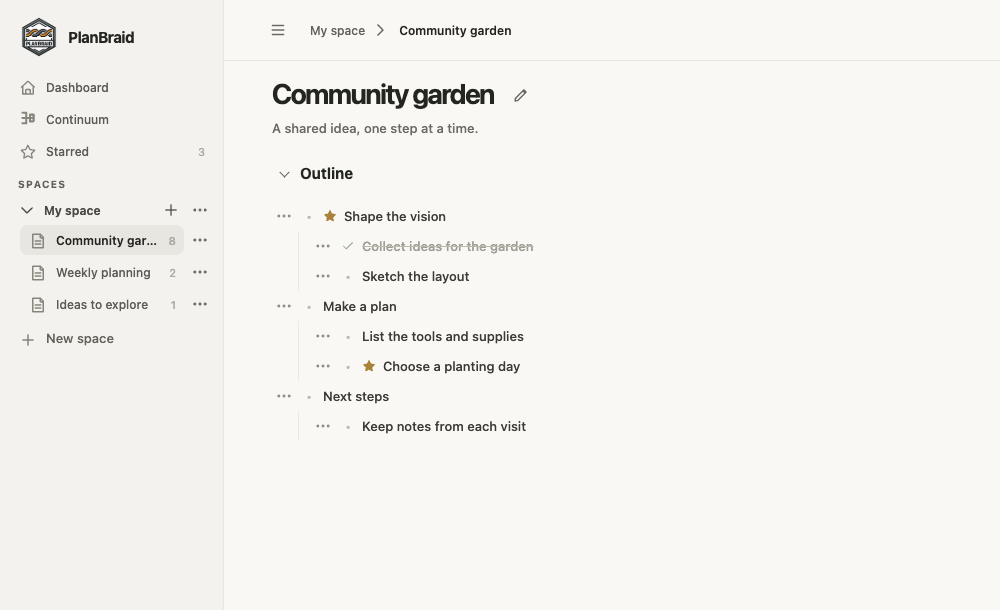 PLANBRAID
PlanBraid
Dashboard
Continuum
Starred 3
SPACES
My space
Community gar... 8
Weekly planning 2
Ideas to explore 1
New space
My space Community garden
Community garden
A shared idea, one step at a time.
Outline
Shape the vision
Collect ideas for the garden
Sketch the layout
Make a plan
List the tools and supplies
Choose a planting day
Next steps
Keep notes from each visit